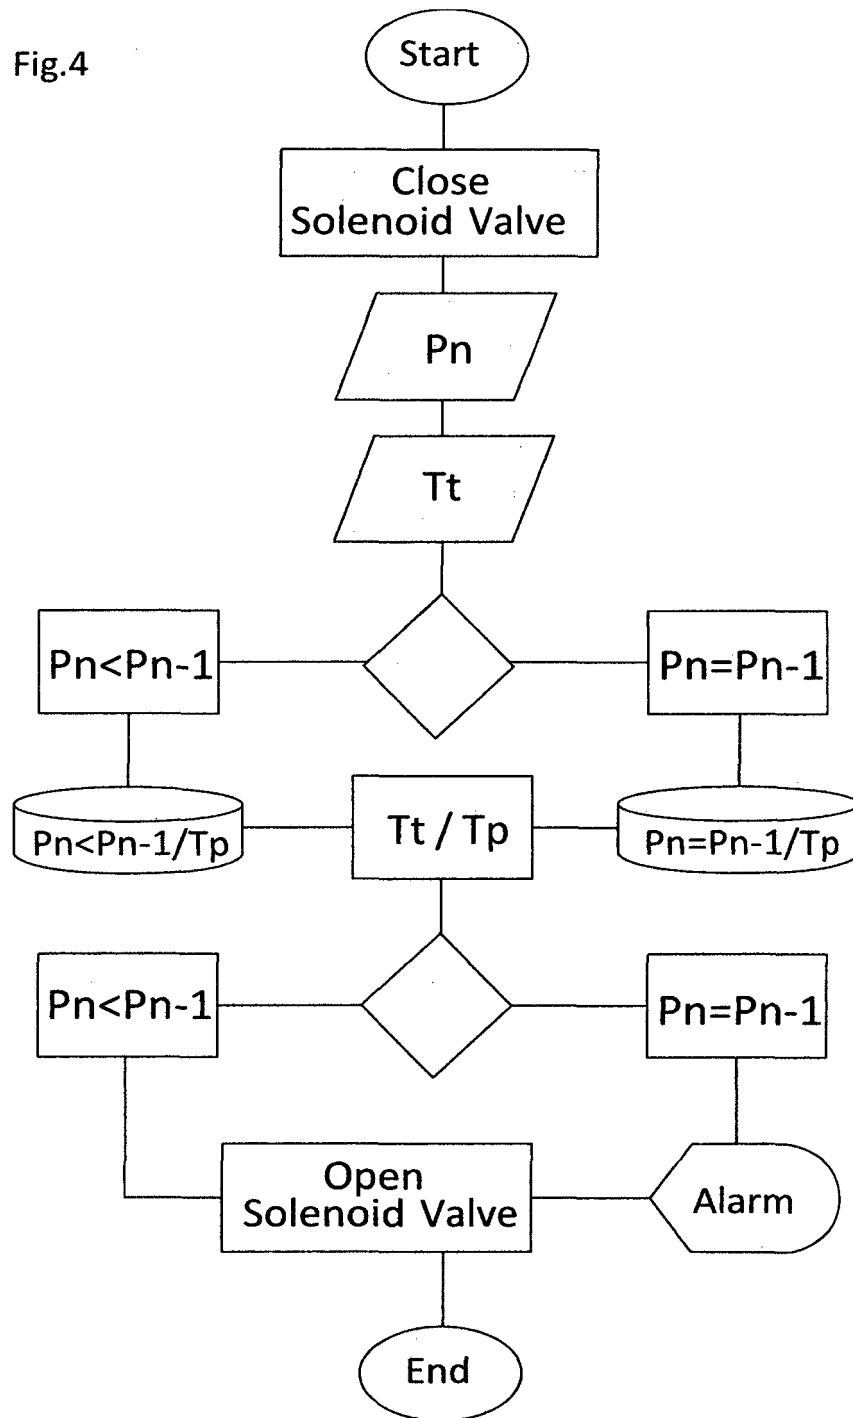 Fig.4
Start
Close
Solenoid Valve
Pn
Tt
Pn<Pn-1
Pn=Pn-1
Pn<Pn-1/Tp
Tt / Tp
Pn=Pn-1/Tp
Pn<Pn-1
Pn=Pn-1
Open
Solenoid Valve
Alarm
End